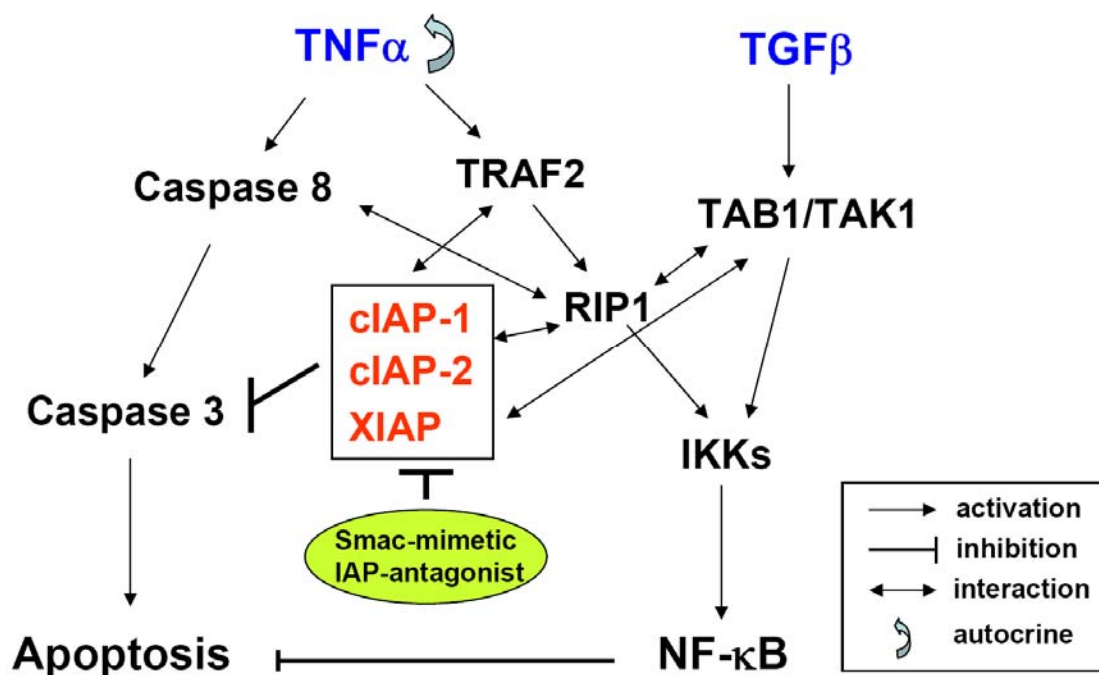 TNFα
TGFβ
TRAF2
Caspase 8
TAB1/TAK1
RIP1
cIAP-1
cIAP-2
XIAP
Caspase 3
IKKs
Smac-mimetic
IAP-antagonist
activation
inhibition
interaction
autocrine
Apoptosis
NF-κB